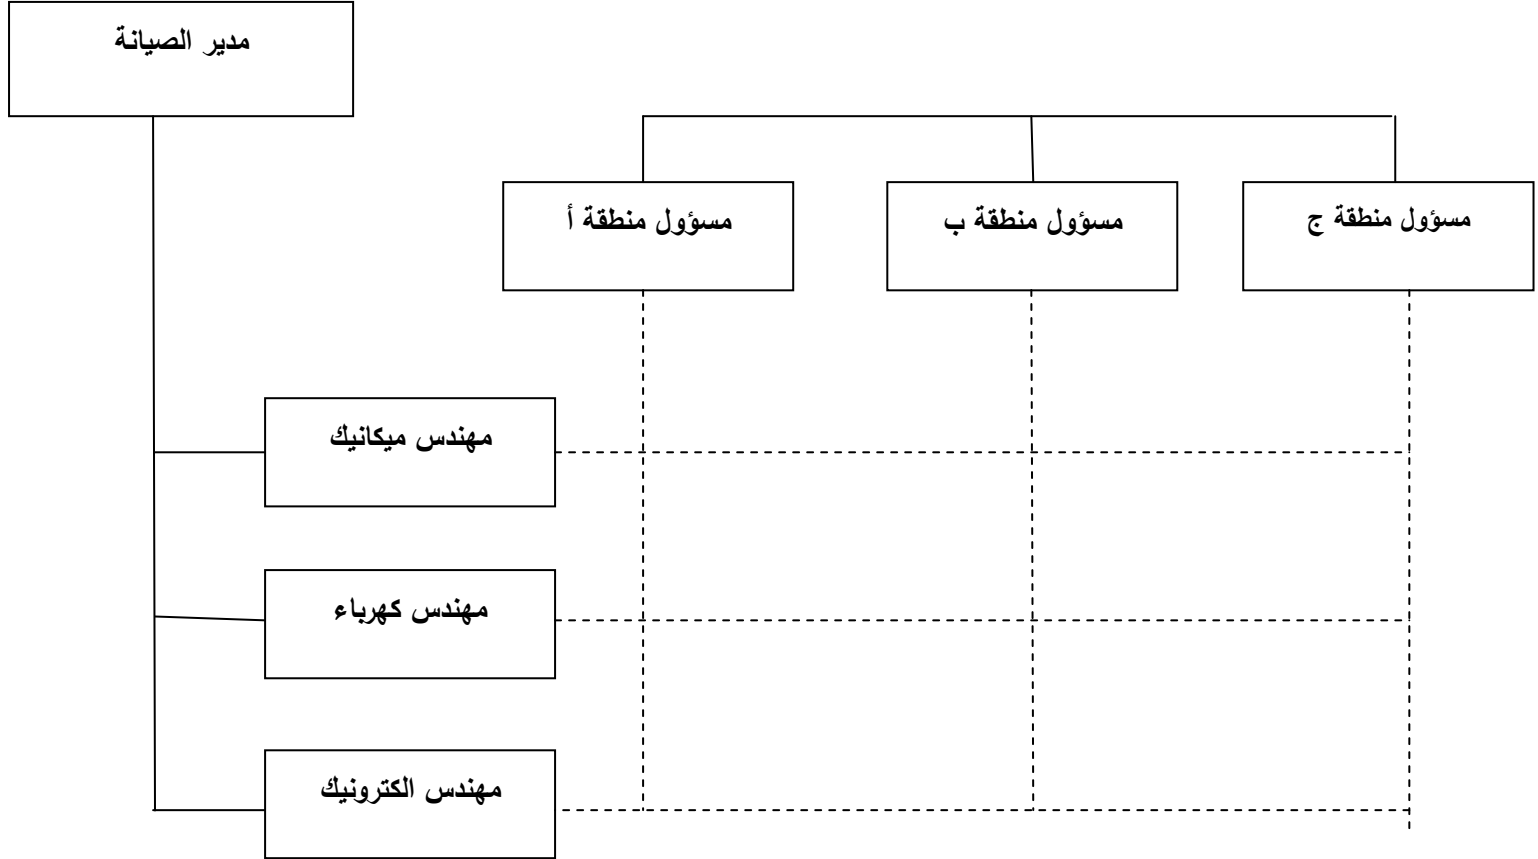 مدير الصيانة
مسؤول منطقة أ
مسؤول منطقة ب
مسؤول منطقة ج
مهندس ميكانيك
مهندس كهرباء
مهندس الكترونيك